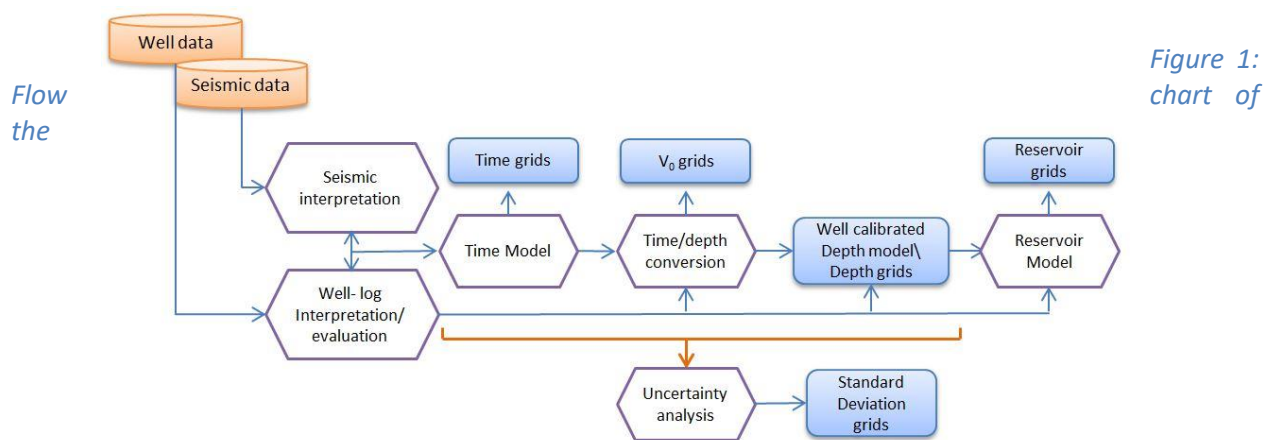 Well data
Seismic data
Figure 1:
Flow
chart of
the
Time grids
V₀ grids
Reservoir
grids
Seismic
interpretation
Time Model
Time/depth
conversion
Well calibrated
Depth model\
Depth grids
Reservoir
Model
Well- log
Interpretation/
evaluation
Uncertainty
analysis
Standard
Deviation
grids